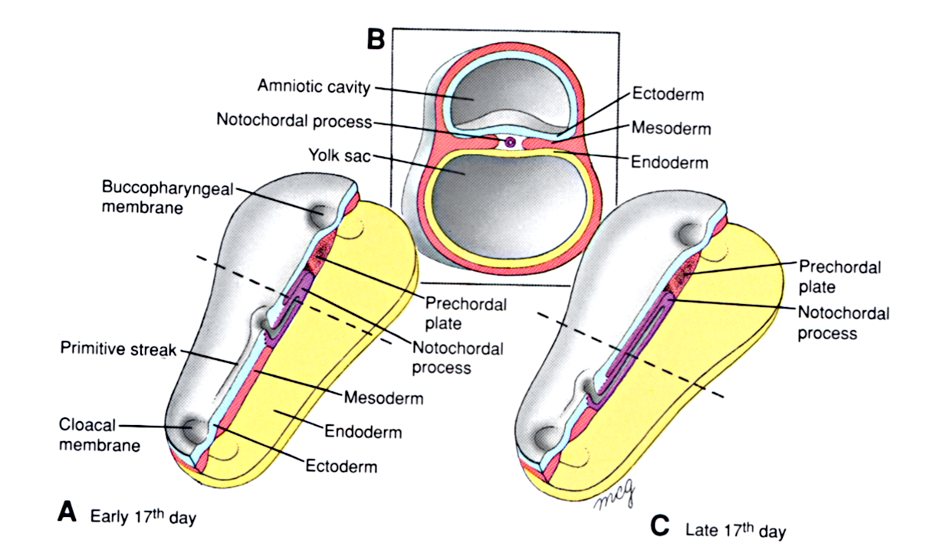 B
Amniotic cavity
Notochordal process
Yolk sac
Ectoderm
Mesoderm
Endoderm
Buccopharyngeal
membrane
Prechordal
plate
Notochordal
process
Primitive streak
Mesoderm
Cloacal
membrane
Endoderm
Ectoderm
A Early 17th day
Prechordal
plate
Notochordal
process
mcg
C Late 17th day